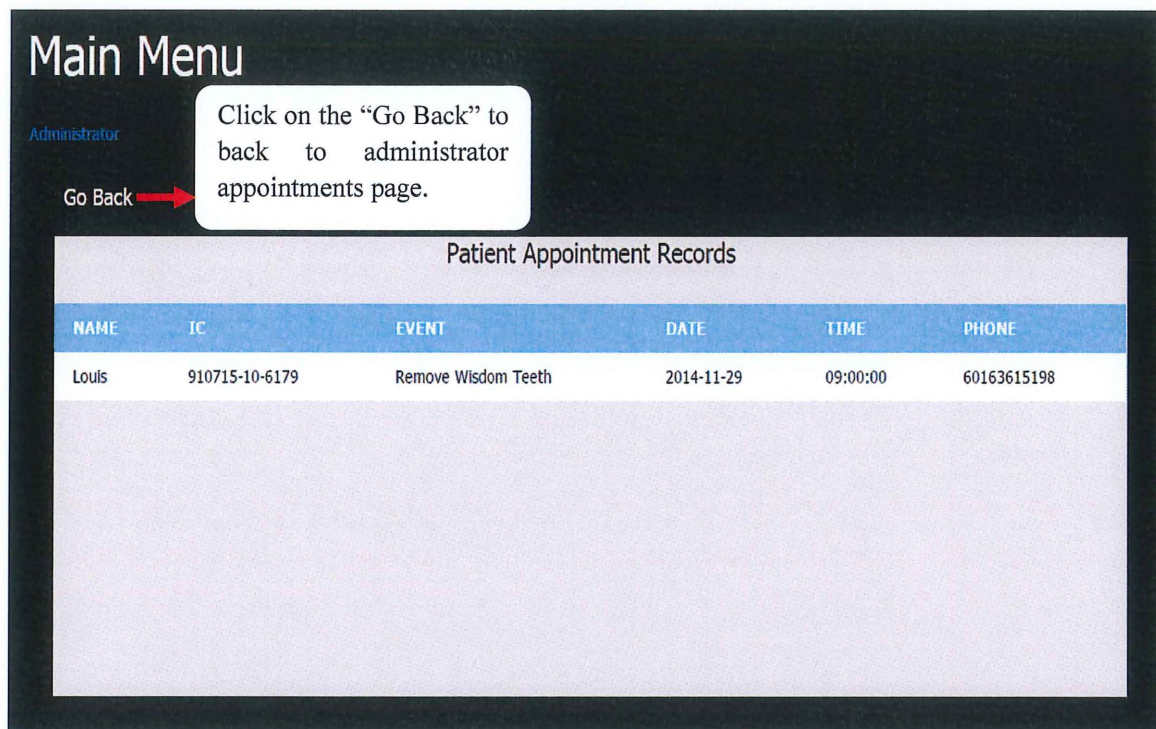 Main Menu
Administrator
Click on the “Go Back” to
back to administrator
appointments page.
Go Back
Patient Appointment Records
NAME IC EVENT DATE TIME PHONE
Louis 910715-10-6179 Remove Wisdom Teeth 2014-11-29 09:00:00 60163615198